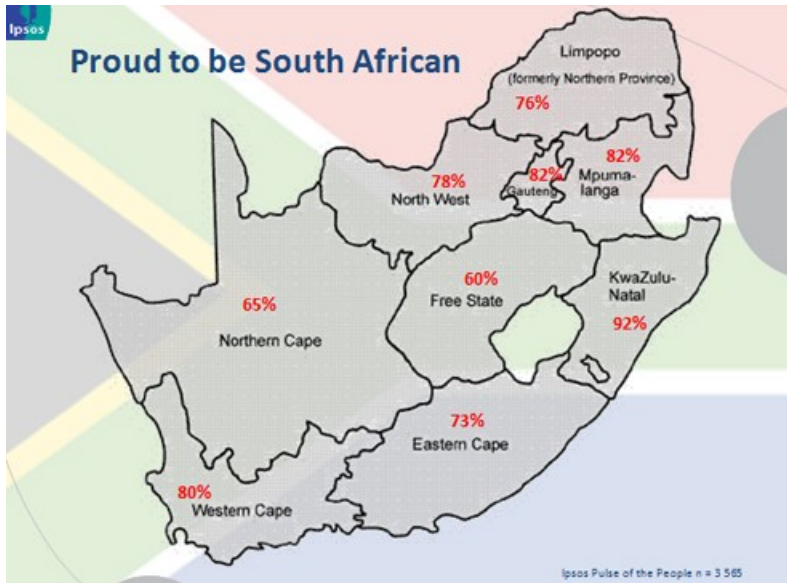 Ipsos
Proud to be South African
Limpopo
(formerly Northern Province)
76%
82%
Mpuma-
langa
82%
Gauteng
78%
North West
60%
Free State
KwaZulu-
Natal
92%
65%
Northern Cape
73%
Eastern Cape
80%
Western Cape
Ipsos Pulse of the People n = 3 565